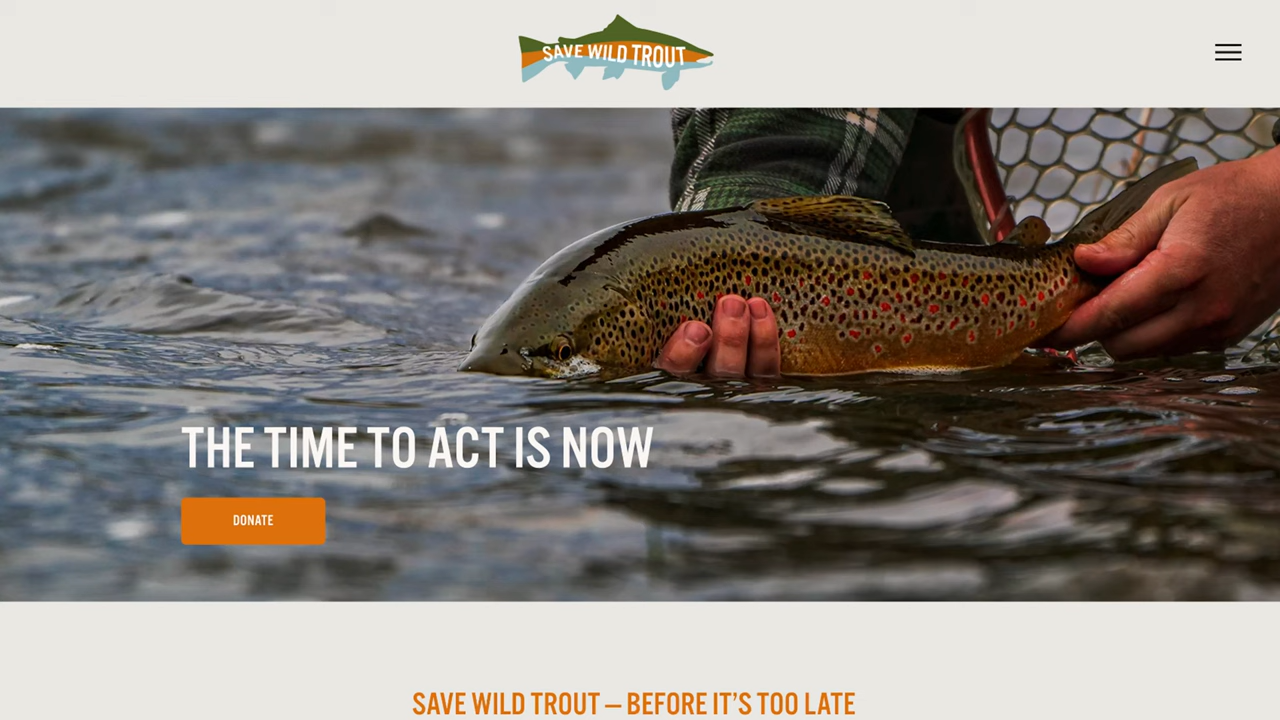 SAVE WILD TROUT
THE TIME TO ACT IS NOW
DONATE
SAVE WILD TROUT – BEFORE IT’S TOO LATE